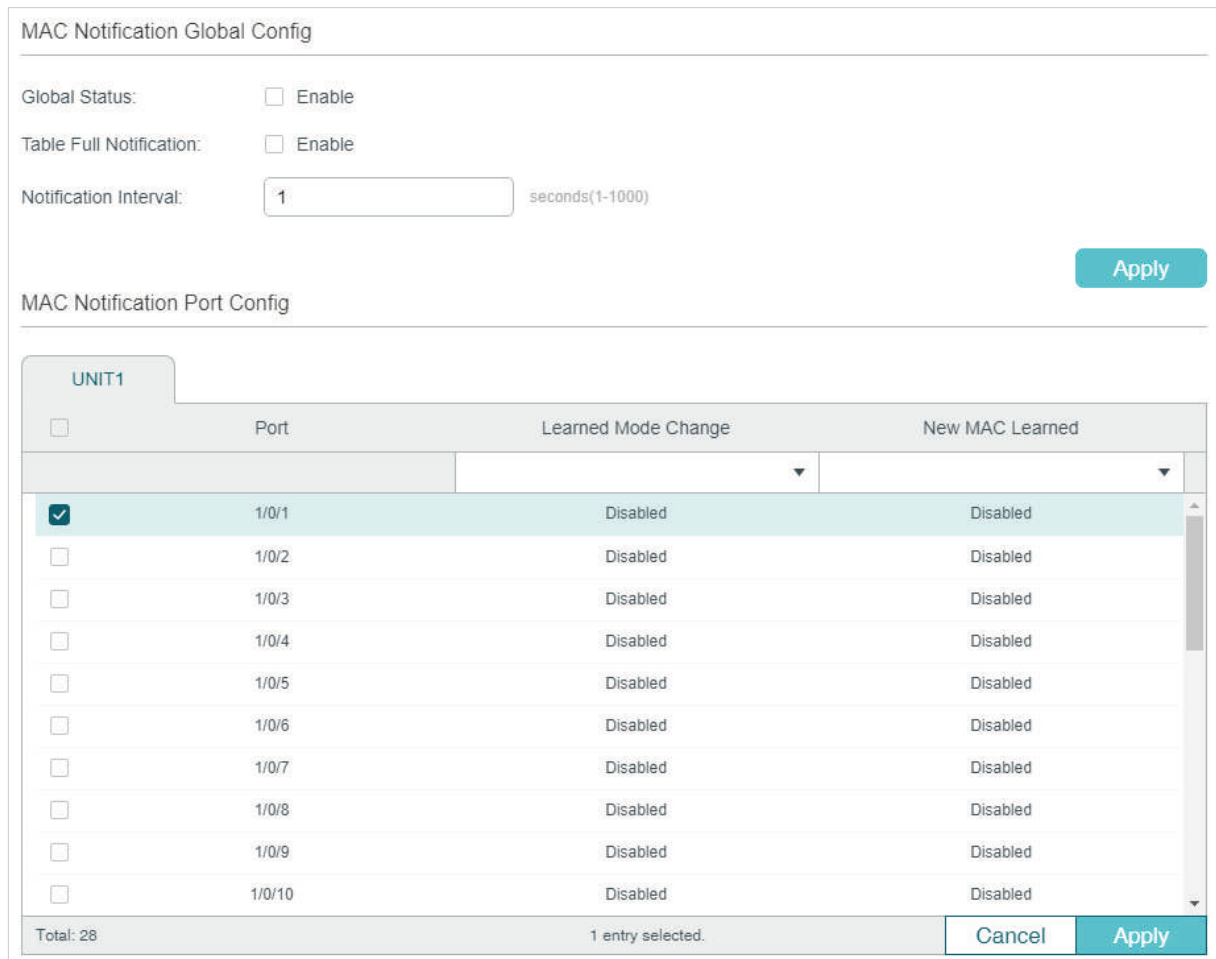 MAC Notification Global Config
Global Status: Enable
Table Full Notification: Enable
Notification Interval: 1 seconds(1-1000)
Apply
MAC Notification Port Config
UNIT1
Port Learned Mode Change New MAC Learned
1/0/1 Disabled Disabled
1/0/2 Disabled Disabled
1/0/3 Disabled Disabled
1/0/4 Disabled Disabled
1/0/5 Disabled Disabled
1/0/6 Disabled Disabled
1/0/7 Disabled Disabled
1/0/8 Disabled Disabled
1/0/9 Disabled Disabled
1/0/10 Disabled Disabled
Total: 28 1 entry selected. Cancel Apply